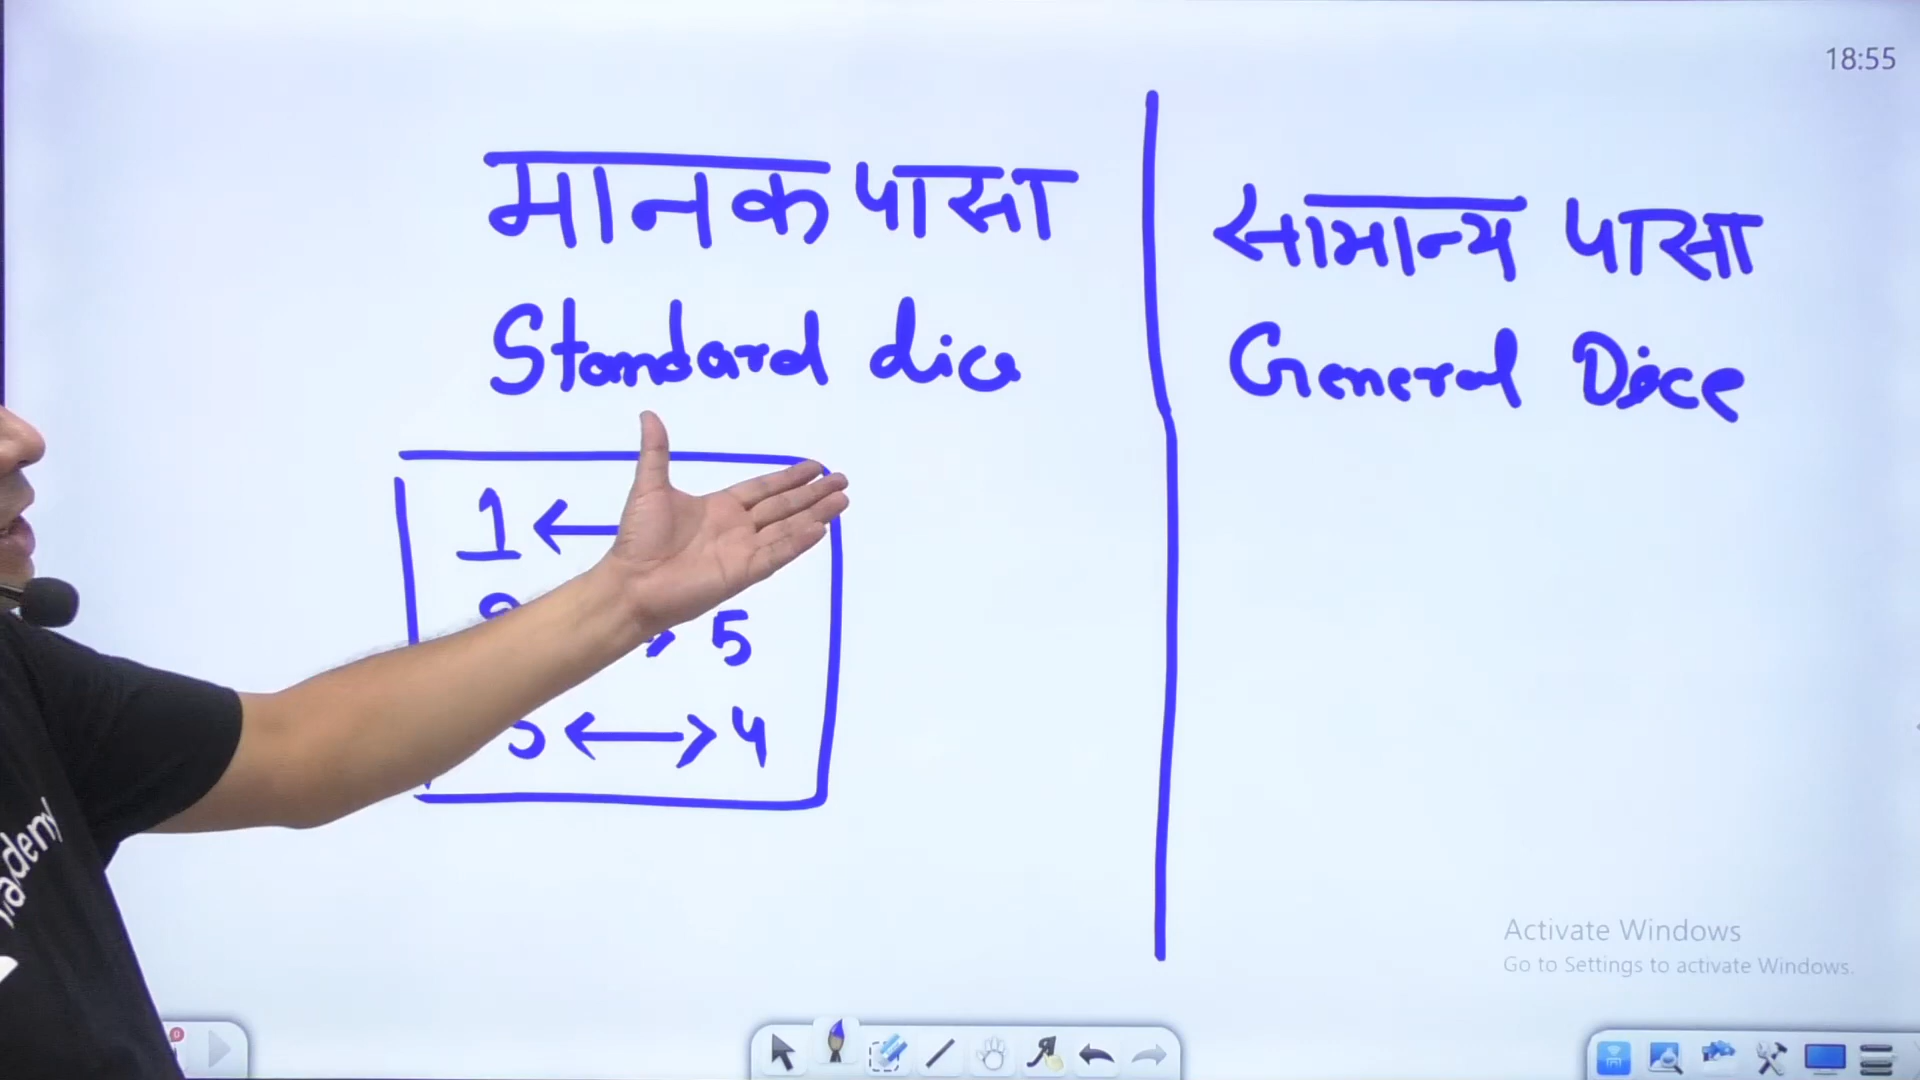 18:55
मानक पासा
Standard dice
1 ←
5
←→ 4
सामान्य पासा
General Dice
Activate Windows
Go to Settings to activate Windows.